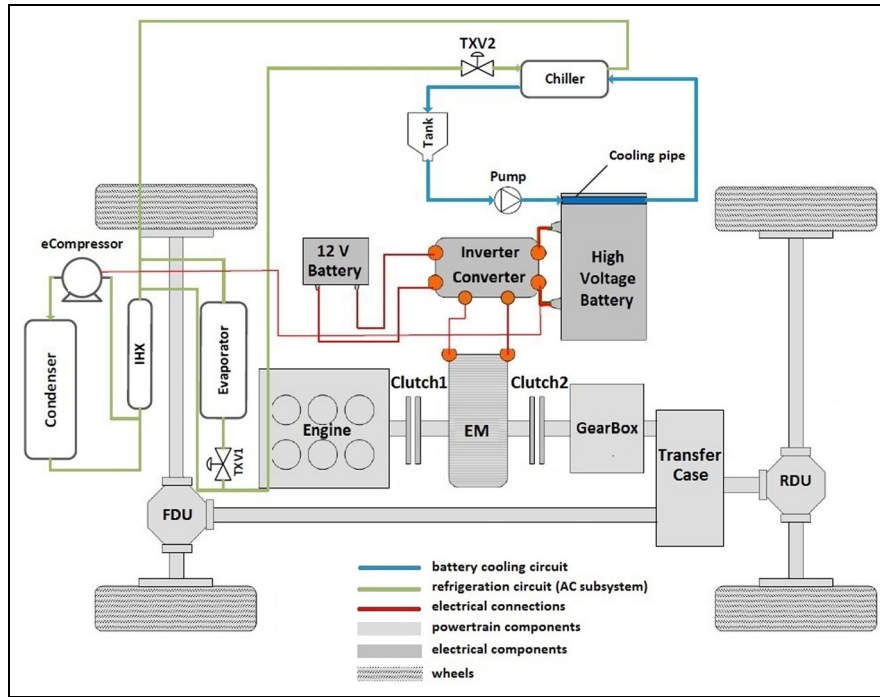 TXV2
Chiller
Tank
Cooling pipe
Pump
eCompressor
12 V
Battery
Inverter
Converter
High
Voltage
Battery
Condenser
IHX
Evaporator
TXV1
Clutch1
Clutch2
Engine
EM
GearBox
Transfer
Case
FDU
RDU
battery cooling circuit
refrigeration circuit (AC subsystem)
electrical connections
powertrain components
electrical components
wheels